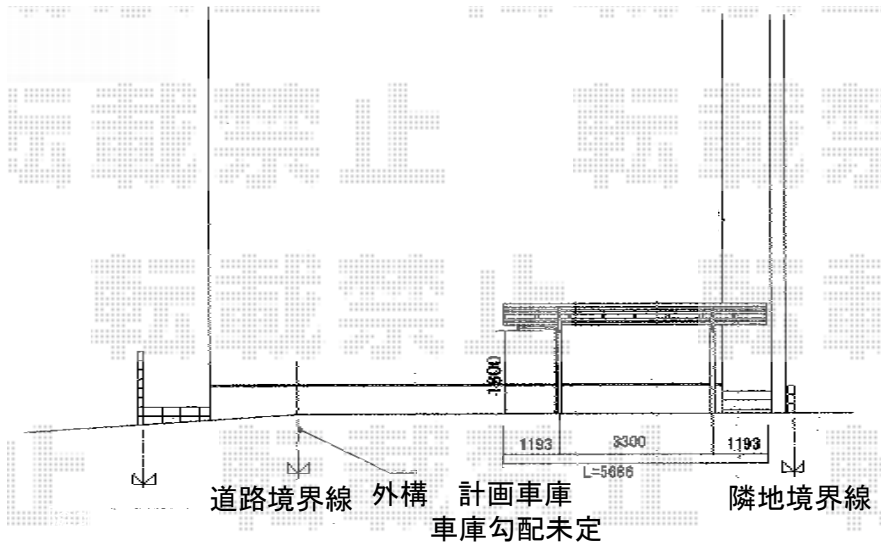 転載禁止 転載禁
転載禁止 転載
1800
1193 3300 1193
L=5686
道路境界線 外構 計画車庫 隣地境界線
車庫勾配未定